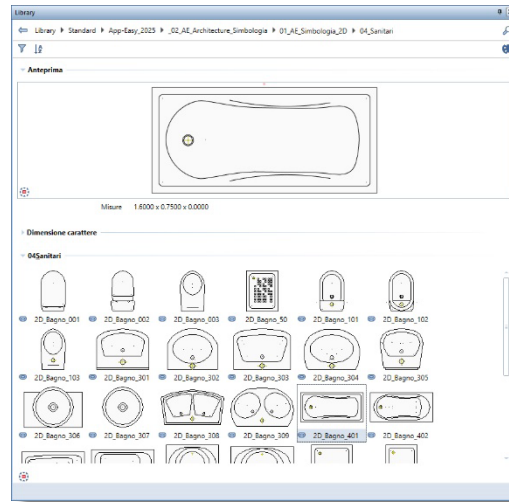 Library
Library Standard App-Easy_2025 _02_AE_Architecture_Simbologia 01_AE_Simbologia_2D 04_Sanitari
Anteprima
Misure 1.6000 x 0.7500 x 0.0000
Dimensione carattere
04Sanitari
2D_Bagno_001 2D_Bagno_002 2D_Bagno_003 2D_Bagno_50 2D_Bagno_101 2D_Bagno_102
2D_Bagno_103 2D_Bagno_301 2D_Bagno_302 2D_Bagno_303 2D_Bagno_304 2D_Bagno_305
2D_Bagno_306 2D_Bagno_307 2D_Bagno_308 2D_Bagno_309 2D_Bagno_401 2D_Bagno_402